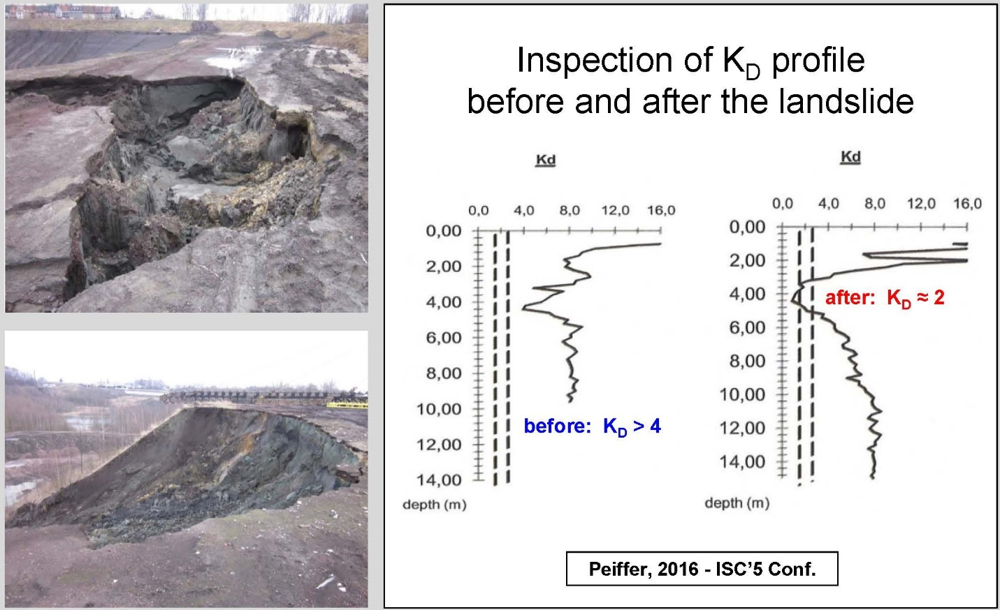 Inspection of KD profile
before and after the landslide
Kd
0,0 4,0 8,0 12,0 16,0
0,00
2,00
4,00
6,00
8,00
10,00
12,00
14,00
depth (m)
before: KD > 4
Kd
0,0 4,0 8,0 12,0 16,0
0,00
2,00
4,00
6,00
8,00
10,00
12,00
14,00
depth (m)
after: KD ≈ 2
Peiffer, 2016 - ISC’5 Conf.